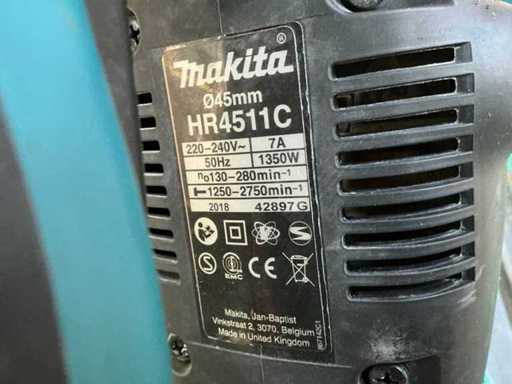 makita
Ø45mm
HR4511C
220-240V~ 7A
50Hz 1350W
no130-280min-1
1250-2750min-1
2018 42897 G
S
EMC CE
Makita, Jan-Baptist
Vinkstraat 2, 3070, Belgium
Made in United Kingdom